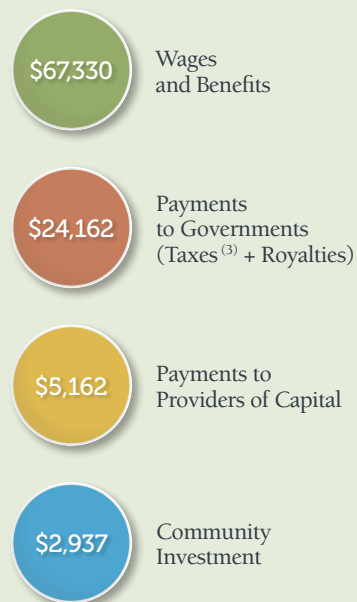 $67,330
Wages
and Benefits
$24,162
Payments
to Governments
(Taxes (3) + Royalties)
$5,162
Payments to
Providers of Capital
$2,937
Community
Investment